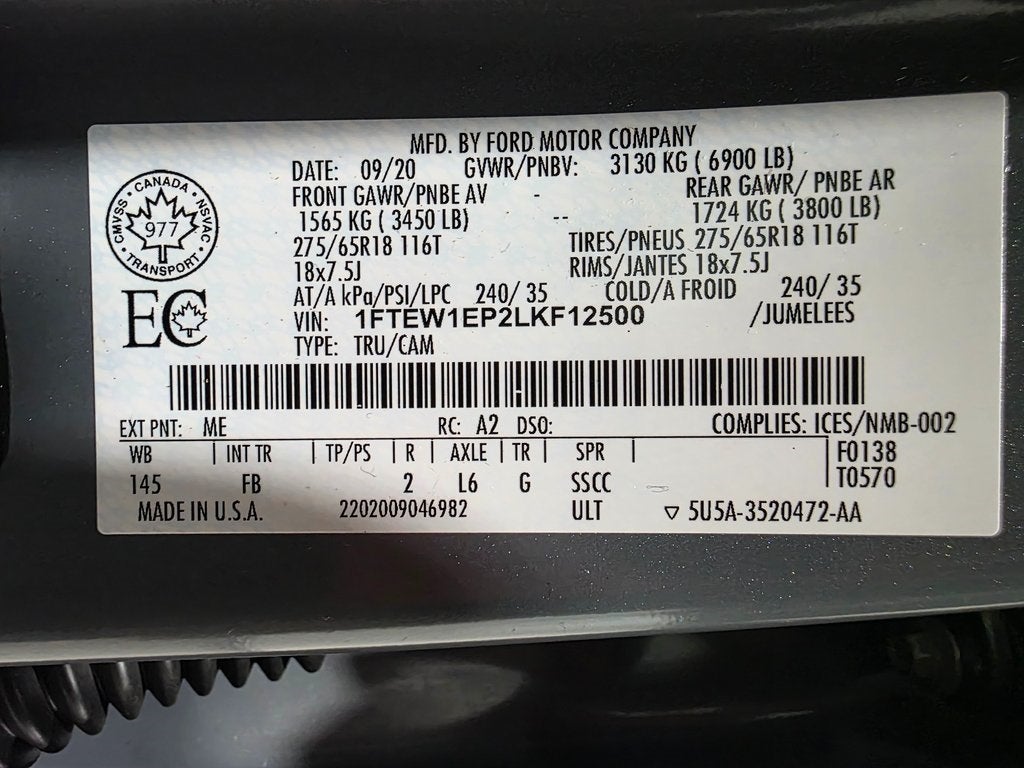 MFD. BY FORD MOTOR COMPANY
DATE: 09/20 GVWR/PNBV: 3130 KG ( 6900 LB)
FRONT GAWR/PNBE AV - REAR GAWR/ PNBE AR
1565 KG ( 3450 LB) -- 1724 KG ( 3800 LB)
275/65R18 116T TIRES/PNEUS 275/65R18 116T
18x7.5J RIMS/JANTES 18x7.5J
AT/A kPa/PSI/LPC 240/ 35 COLD/A FROID 240/ 35
VIN: 1FTEW1EP2LKF12500 /JUMELEES
TYPE: TRU/CAM
CANADA
CMVSS 977 NSVAC
TRANSPORT
EC
EXT PNT: ME RC: A2 DSO: COMPLIES: ICES/NMB-002
WB | INT TR | TP/PS | R | AXLE | TR | SPR | F0138
145 FB 2 L6 G SSCC T0570
MADE IN U.S.A. 2202009046982 ULT ▽ 5U5A-3520472-AA